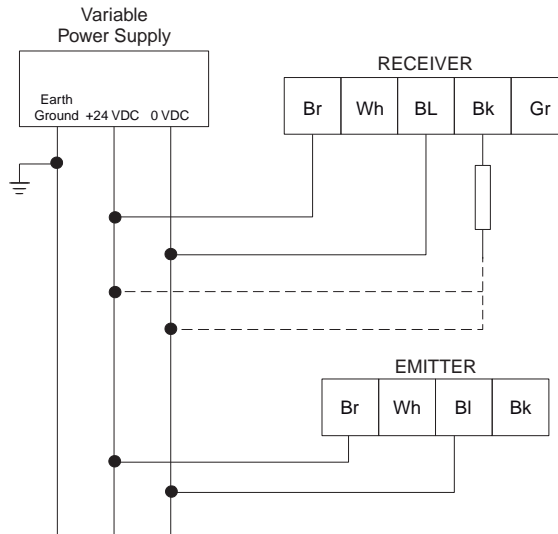 Variable
Power Supply
Earth
Ground +24 VDC 0 VDC
RECEIVER
Br Wh BL Bk Gr
EMITTER
Br Wh Bl Bk